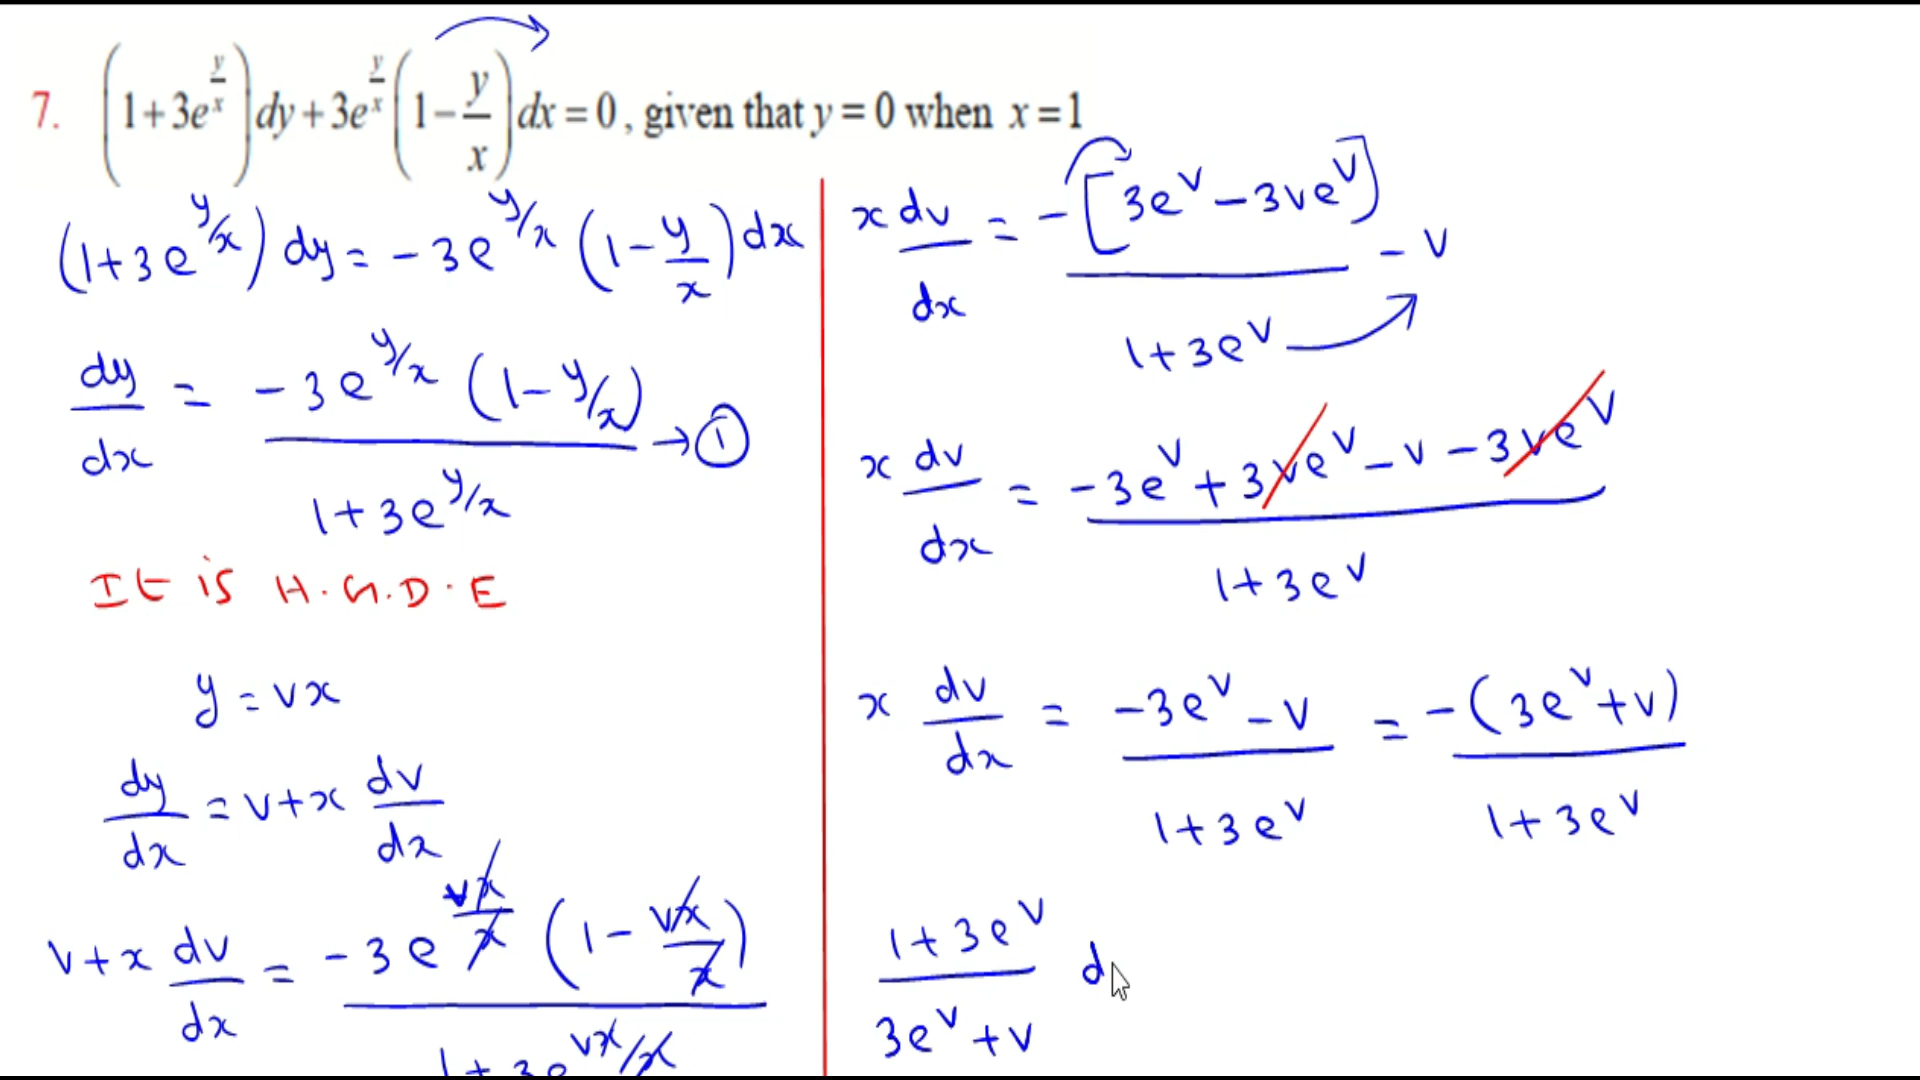 7. (1+3e^(y/x))dy+3e^(y/x)(1-y/x)dx=0, given that y=0 when x=1
(1+3e^(y/x))dy = -3e^(y/x)(1-y/x)dx
dy/dx = -3e^(y/x)(1-y/x) / 1+3e^(y/x) → ①
It is H.G.D.E
y = vx
dy/dx = v+x dv/dx
v+x dv/dx = -3e^(vx/x)(1-vx/x) / 1+3e^(vx/x)
x dv/dx = -[3e^v-3ve^v] / 1+3e^v - v
x dv/dx = -3e^v+3ve^v-v-3ve^v / 1+3e^v
x dv/dx = -3e^v-v / 1+3e^v = -(3e^v+v) / 1+3e^v
1+3e^v / 3e^v+v d